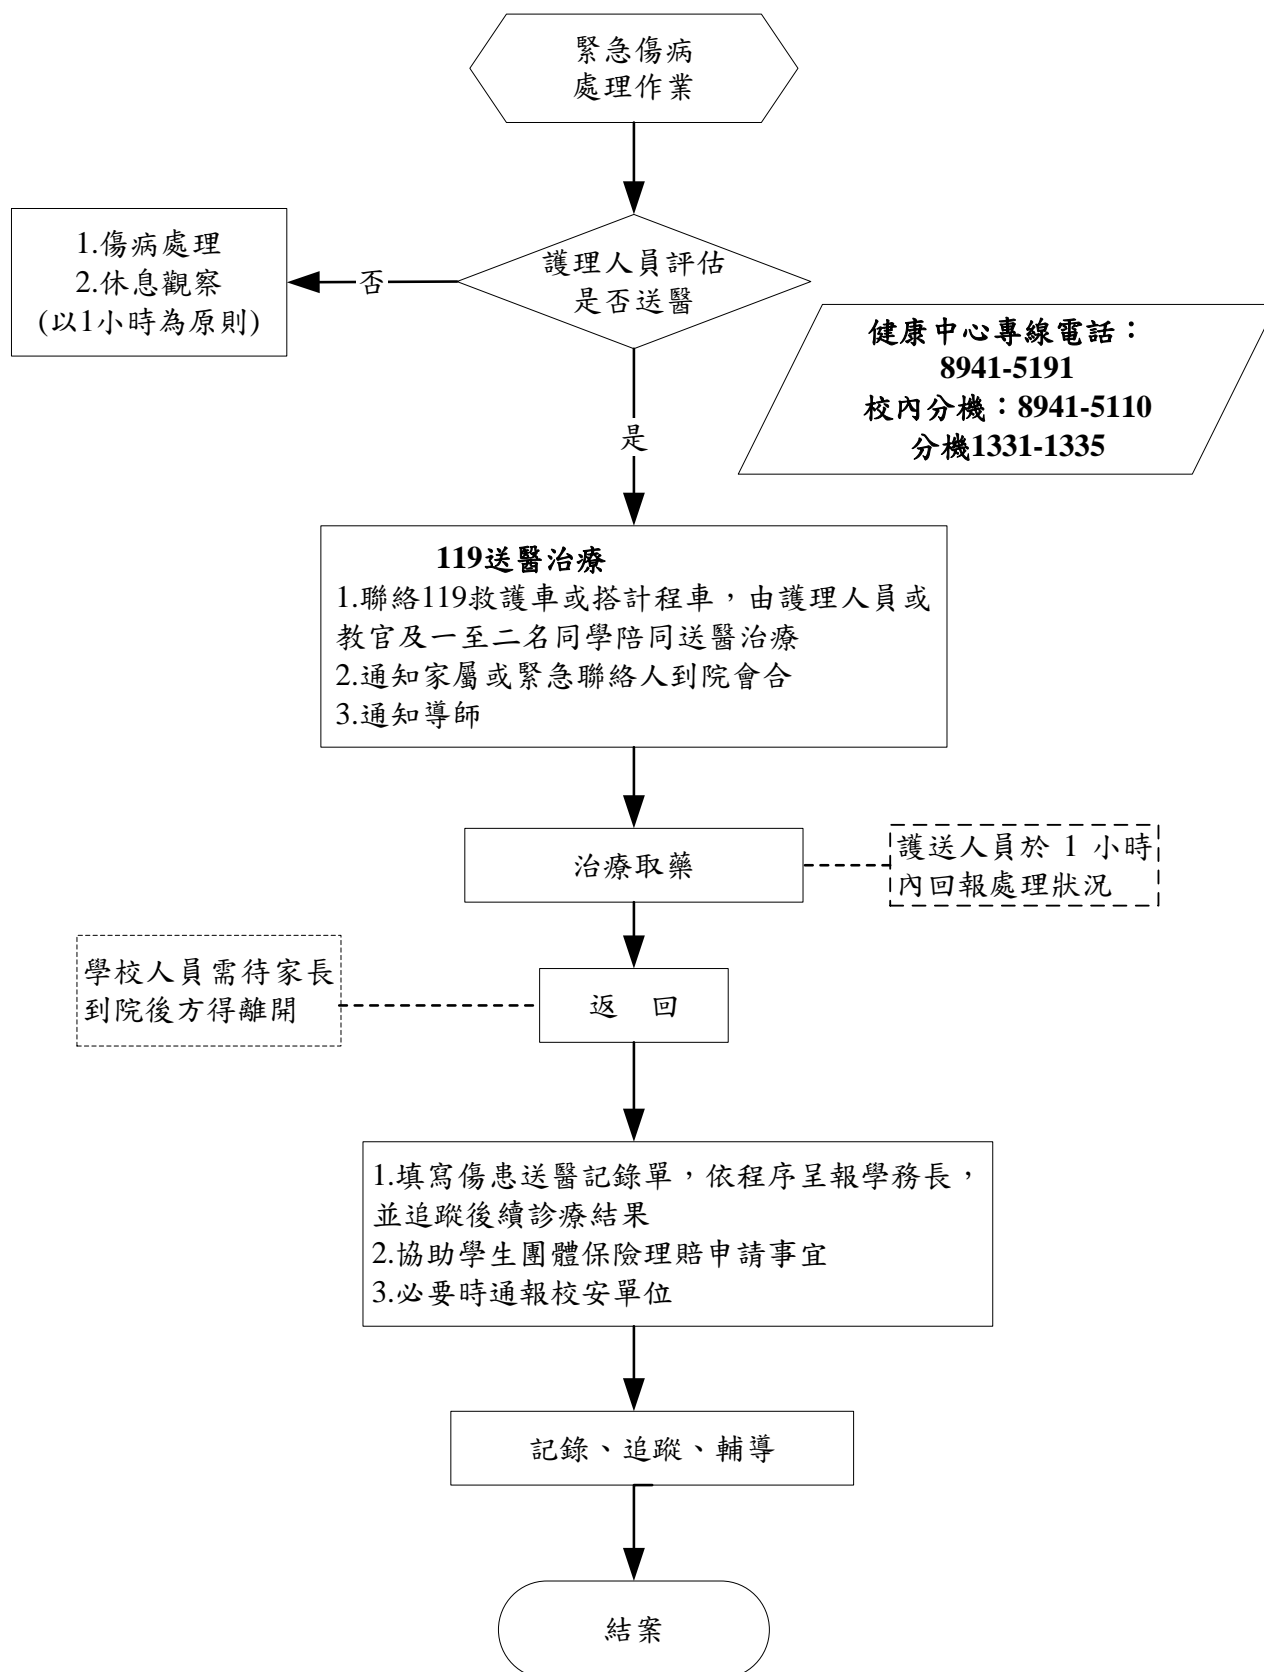 緊急傷病
處理作業
護理人員評估
是否送醫
否
1.傷病處理
2.休息觀察
(以1小時為原則)
健康中心專線電話：
8941-5191
校內分機：8941-5110
分機1331-1335
是
119送醫治療
1.聯絡119救護車或搭計程車，由護理人員或
教官及一至二名同學陪同送醫治療
2.通知家屬或緊急聯絡人到院會合
3.通知導師
治療取藥
護送人員於 1 小時
內回報處理狀況
學校人員需待家長
到院後方得離開
返 回
1.填寫傷患送醫記錄單，依程序呈報學務長，
並追蹤後續診療結果
2.協助學生團體保險理賠申請事宜
3.必要時通報校安單位
記錄、追蹤、輔導
結案